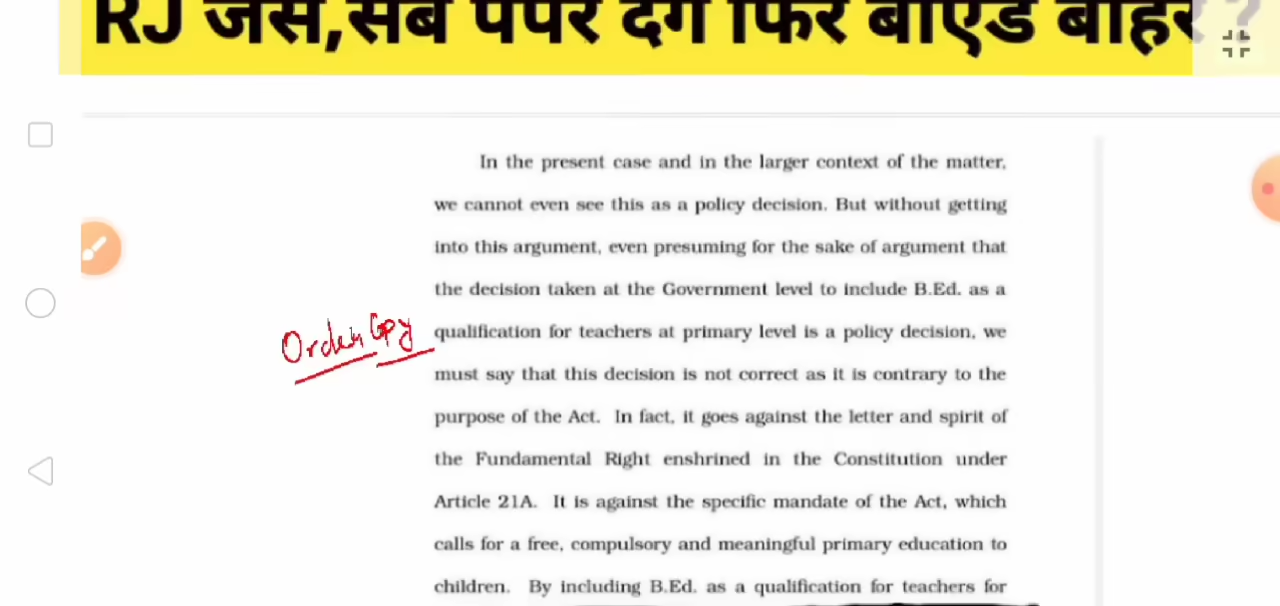 RJ जैसे,सब पेपर देंगे फिर बीएड बाहर ?
In the present case and in the larger context of the matter,
we cannot even see this as a policy decision. But without getting
into this argument, even presuming for the sake of argument that
the decision taken at the Government level to include B.Ed. as a
Order Copy
qualification for teachers at primary level is a policy decision, we
must say that this decision is not correct as it is contrary to the
purpose of the Act. In fact, it goes against the letter and spirit of
the Fundamental Right enshrined in the Constitution under
Article 21A. It is against the specific mandate of the Act, which
calls for a free, compulsory and meaningful primary education to
children. By including B.Ed. as a qualification for teachers for